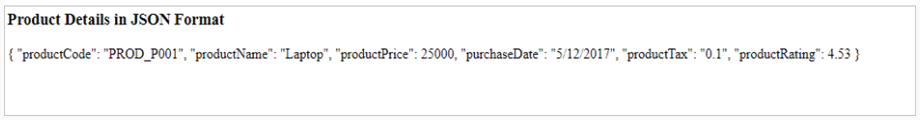 Product Details in JSON Format
{ "productCode": "PROD_P001", "productName": "Laptop", "productPrice": 25000, "purchaseDate": "5/12/2017", "productTax": "0.1", "productRating": 4.53 }